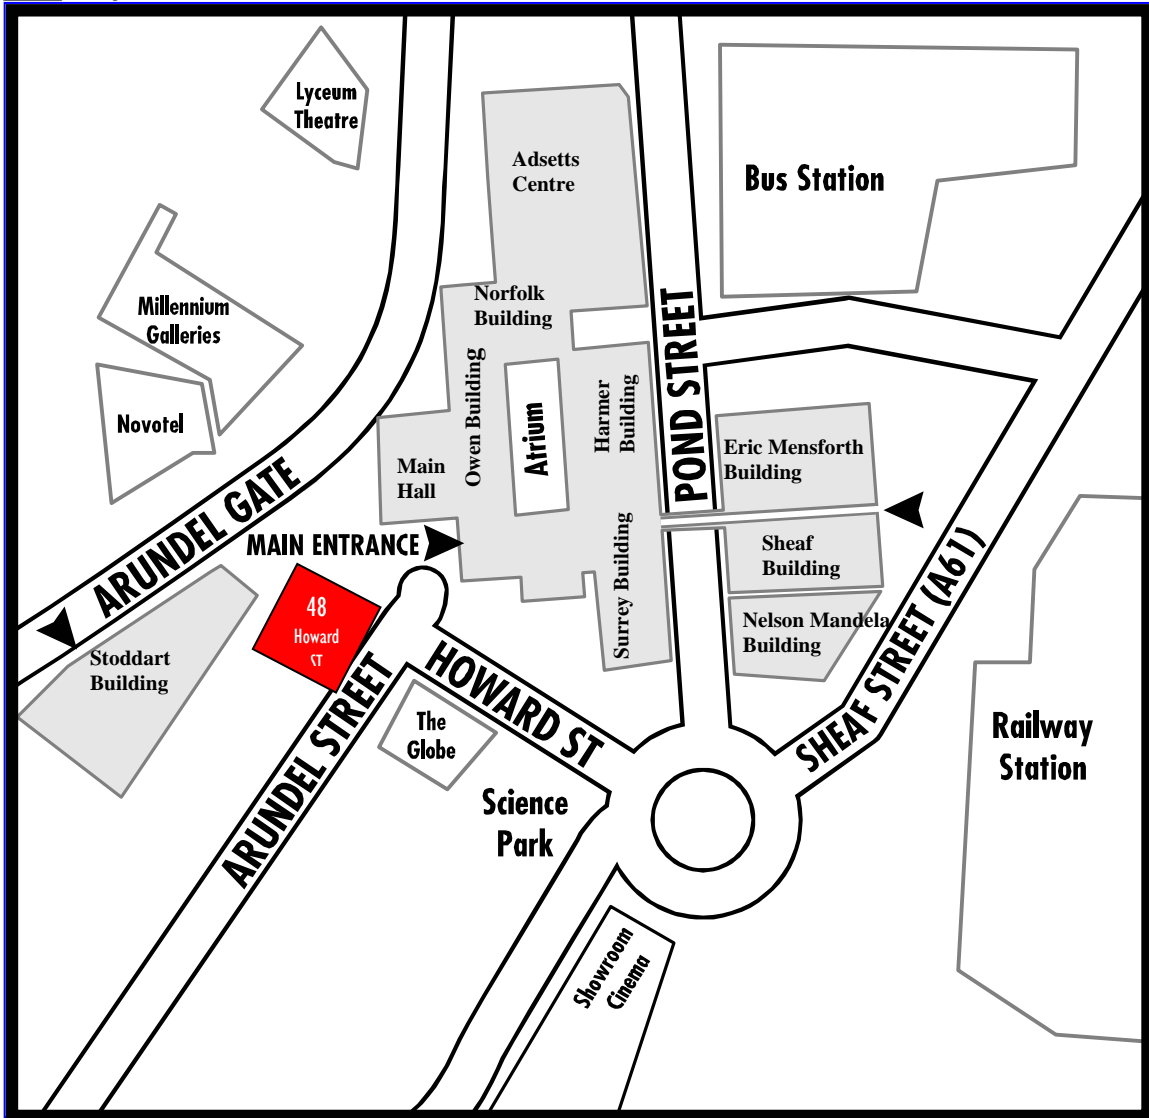 Lyceum
Theatre
Adsetts
Centre
Bus Station
Millennium
Galleries
Norfolk
Building
POND STREET
Novotel
Owen Building
Atrium
Harmer
Building
Main
Hall
Eric Mensforth
Building
ARUNDEL GATE
MAIN ENTRANCE
Surrey Building
Sheaf
Building
SHEAF STREET (A61)
48
Howard
ST
Nelson Mandela
Building
Stoddart
Building
HOWARD ST
ARUNDEL STREET
The
Globe
Railway
Station
Science
Park
Showroom
Cinema